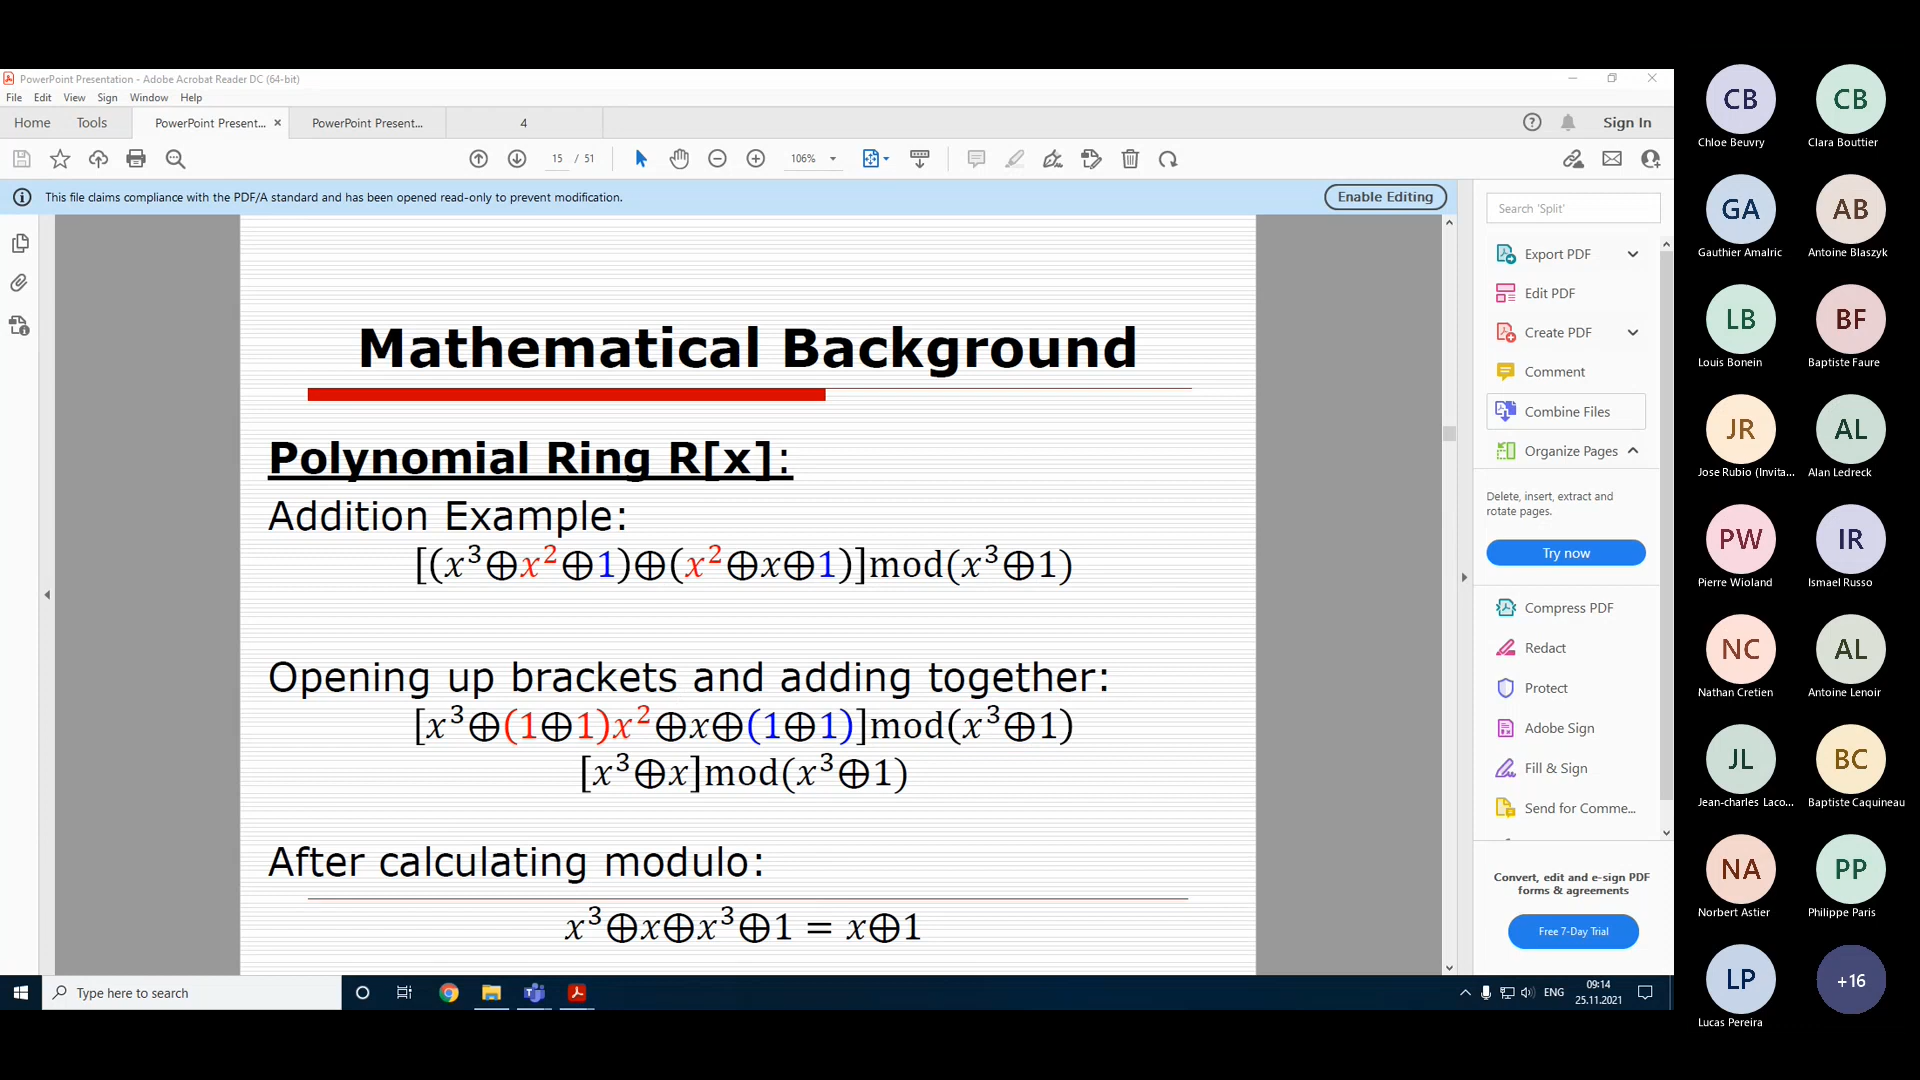 PowerPoint Presentation - Adobe Acrobat Reader DC (64-bit)
File Edit View Sign Window Help
Home Tools PowerPoint Present... × PowerPoint Present... 4 Sign In
15 / 51 106%
This file claims compliance with the PDF/A standard and has been opened read-only to prevent modification. Enable Editing
Mathematical Background
Polynomial Ring R[x]:
Addition Example:
[(x³⊕x²⊕1)⊕(x²⊕x⊕1)]mod(x³⊕1)
Opening up brackets and adding together:
[x³⊕(1⊕1)x²⊕x⊕(1⊕1)]mod(x³⊕1)
[x³⊕x]mod(x³⊕1)
After calculating modulo:
x³⊕x⊕x³⊕1 = x⊕1
Search 'Split'
Export PDF
Edit PDF
Create PDF
Comment
Combine Files
Organize Pages
Delete, insert, extract and
rotate pages.
Try now
Compress PDF
Redact
Protect
Adobe Sign
Fill & Sign
Send for Comme...
Convert, edit and e-sign PDF
forms & agreements
Free 7-Day Trial
Type here to search
ENG
09:14
25.11.2021
CB CB
Chloe Beuvry Clara Bouttier
GA AB
Gauthier Amalric Antoine Blaszyk
LB BF
Louis Bonein Baptiste Faure
JR AL
Jose Rubio (Invita... Alan Ledreck
PW IR
Pierre Wioland Ismael Russo
NC AL
Nathan Cretien Antoine Lenoir
JL BC
Jean-charles Laco... Baptiste Caquineau
NA PP
Norbert Astier Philippe Paris
LP +16
Lucas Pereira